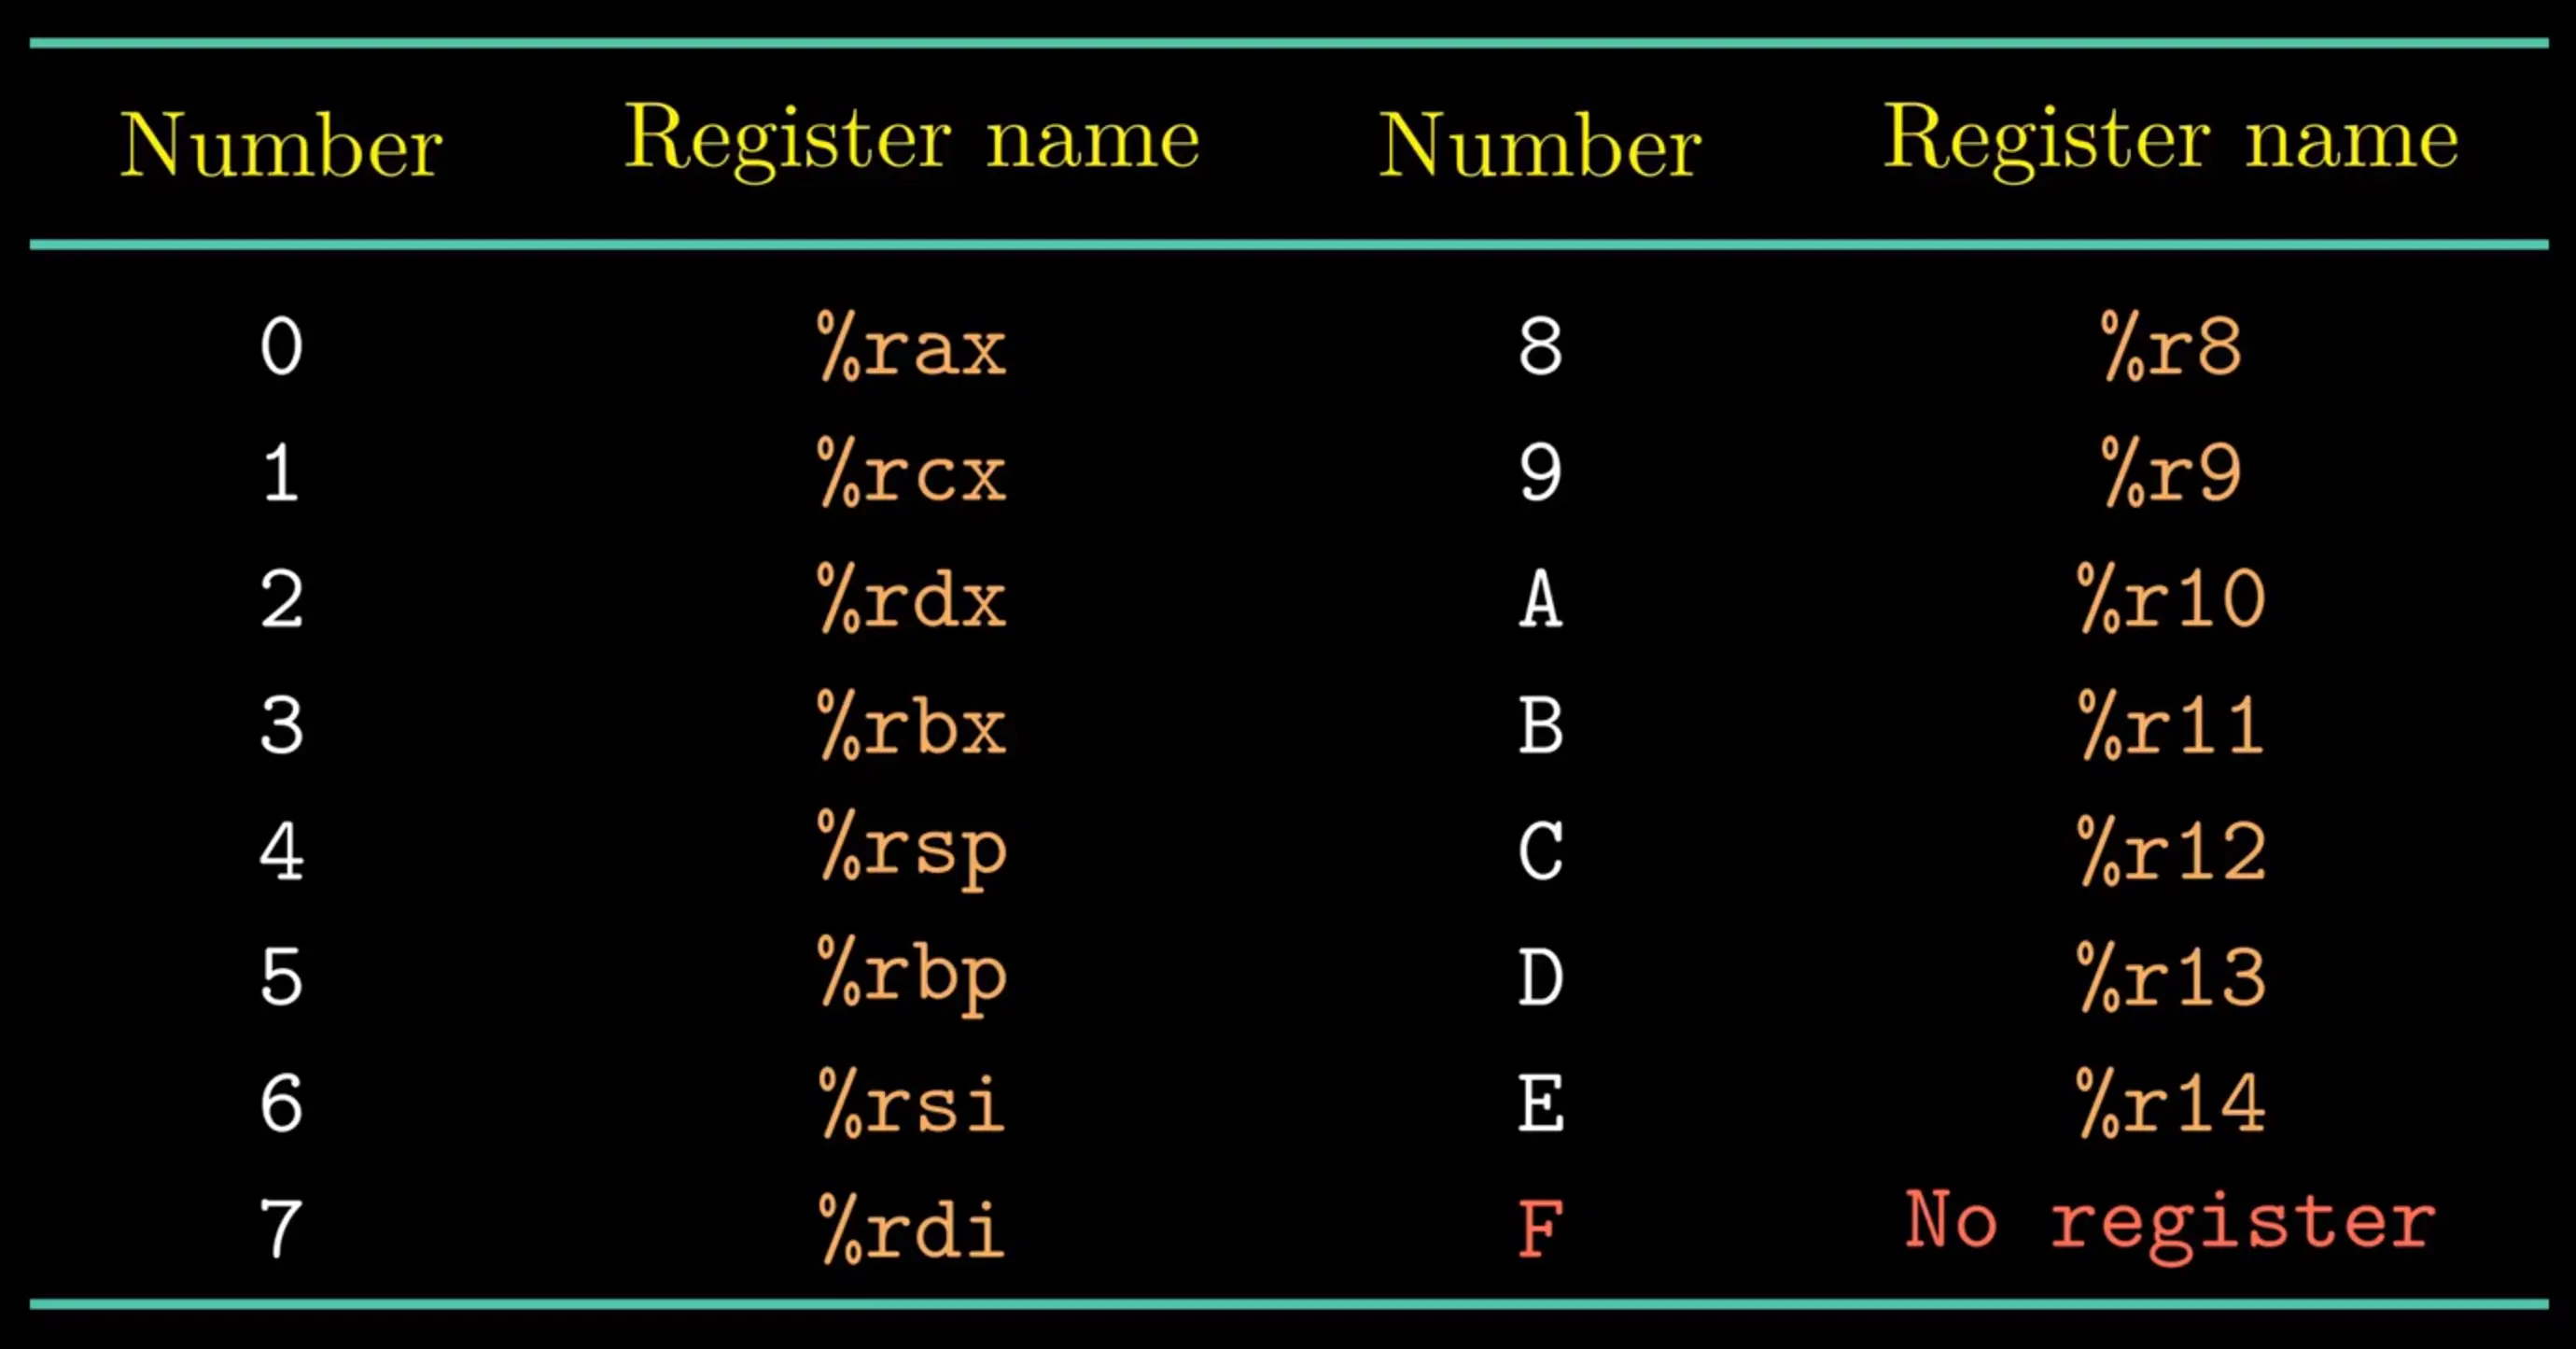 Number Register name Number Register name
0 %rax 8 %r8
1 %rcx 9 %r9
2 %rdx A %r10
3 %rbx B %r11
4 %rsp C %r12
5 %rbp D %r13
6 %rsi E %r14
7 %rdi F No register